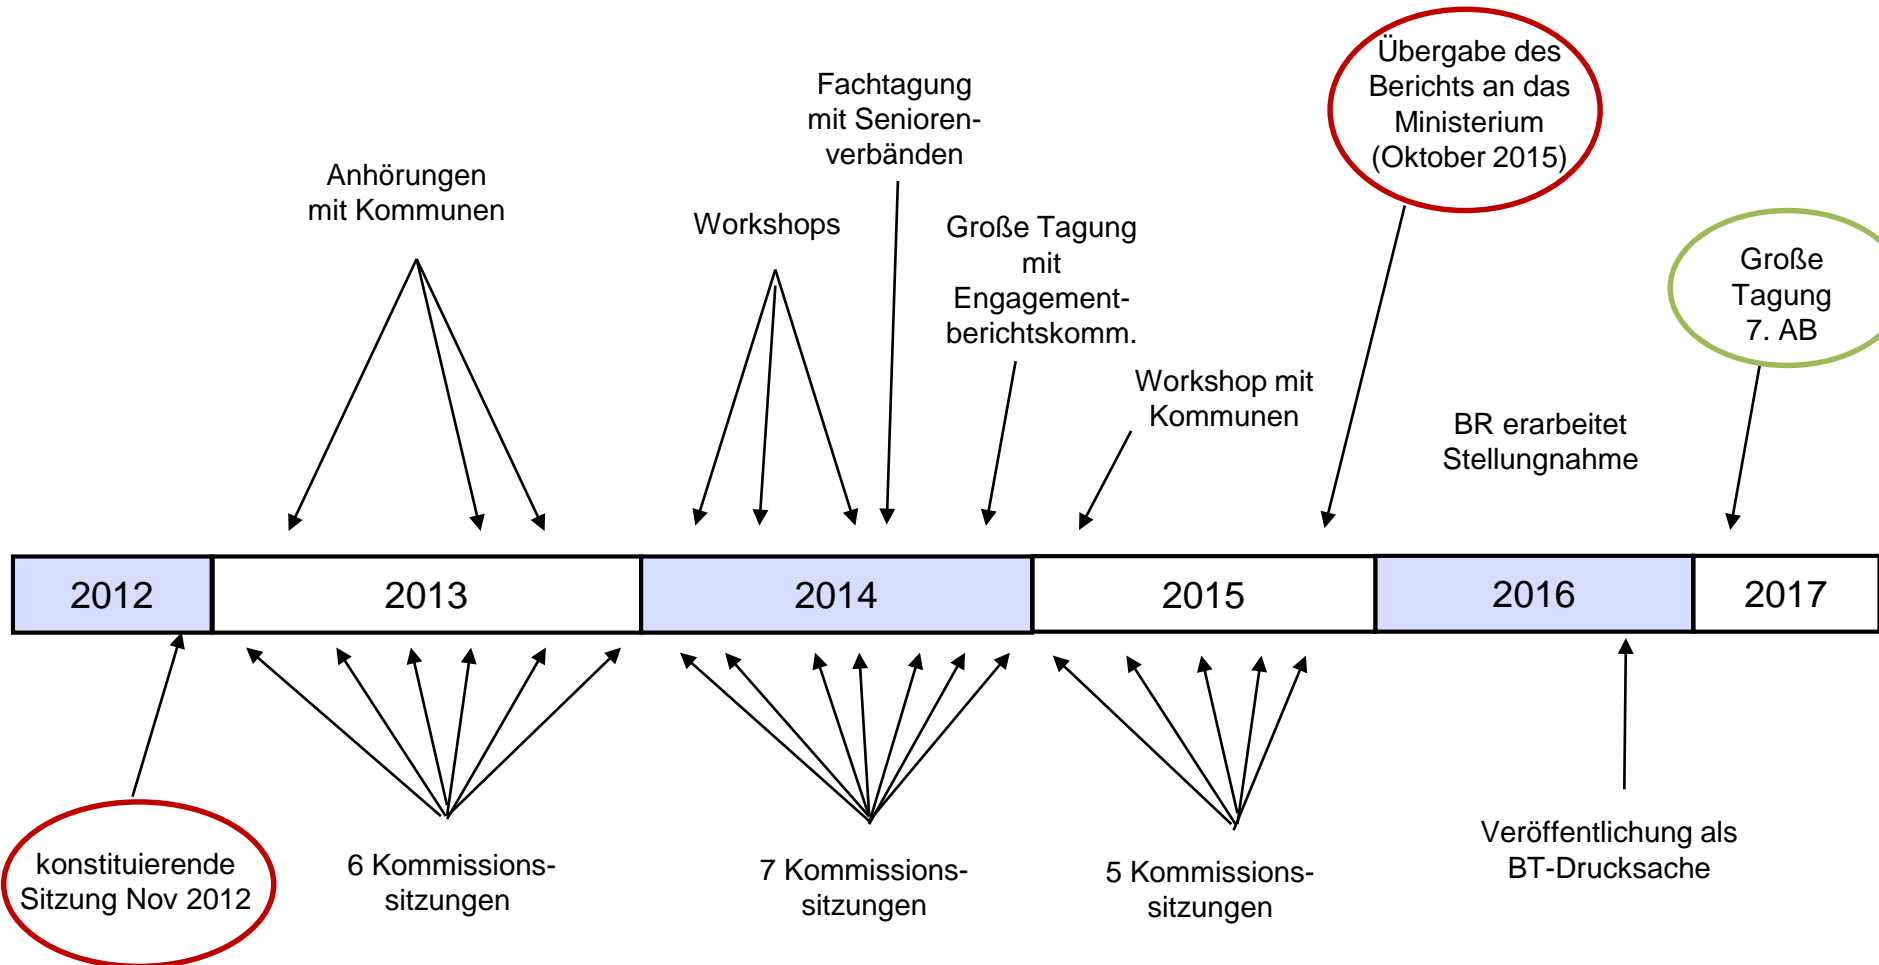 Übergabe des
Berichts an das
Ministerium
(Oktober 2015)
Fachtagung
mit Senioren-
verbänden
Anhörungen
mit Kommunen
Workshops
Große Tagung
mit
Engagement-
berichtskomm.
Große
Tagung
7. AB
Workshop mit
Kommunen
BR erarbeitet
Stellungnahme
2012
2013
2014
2015
2016
2017
konstituierende
Sitzung Nov 2012
6 Kommissions-
sitzungen
7 Kommissions-
sitzungen
5 Kommissions-
sitzungen
Veröffentlichung als
BT-Drucksache